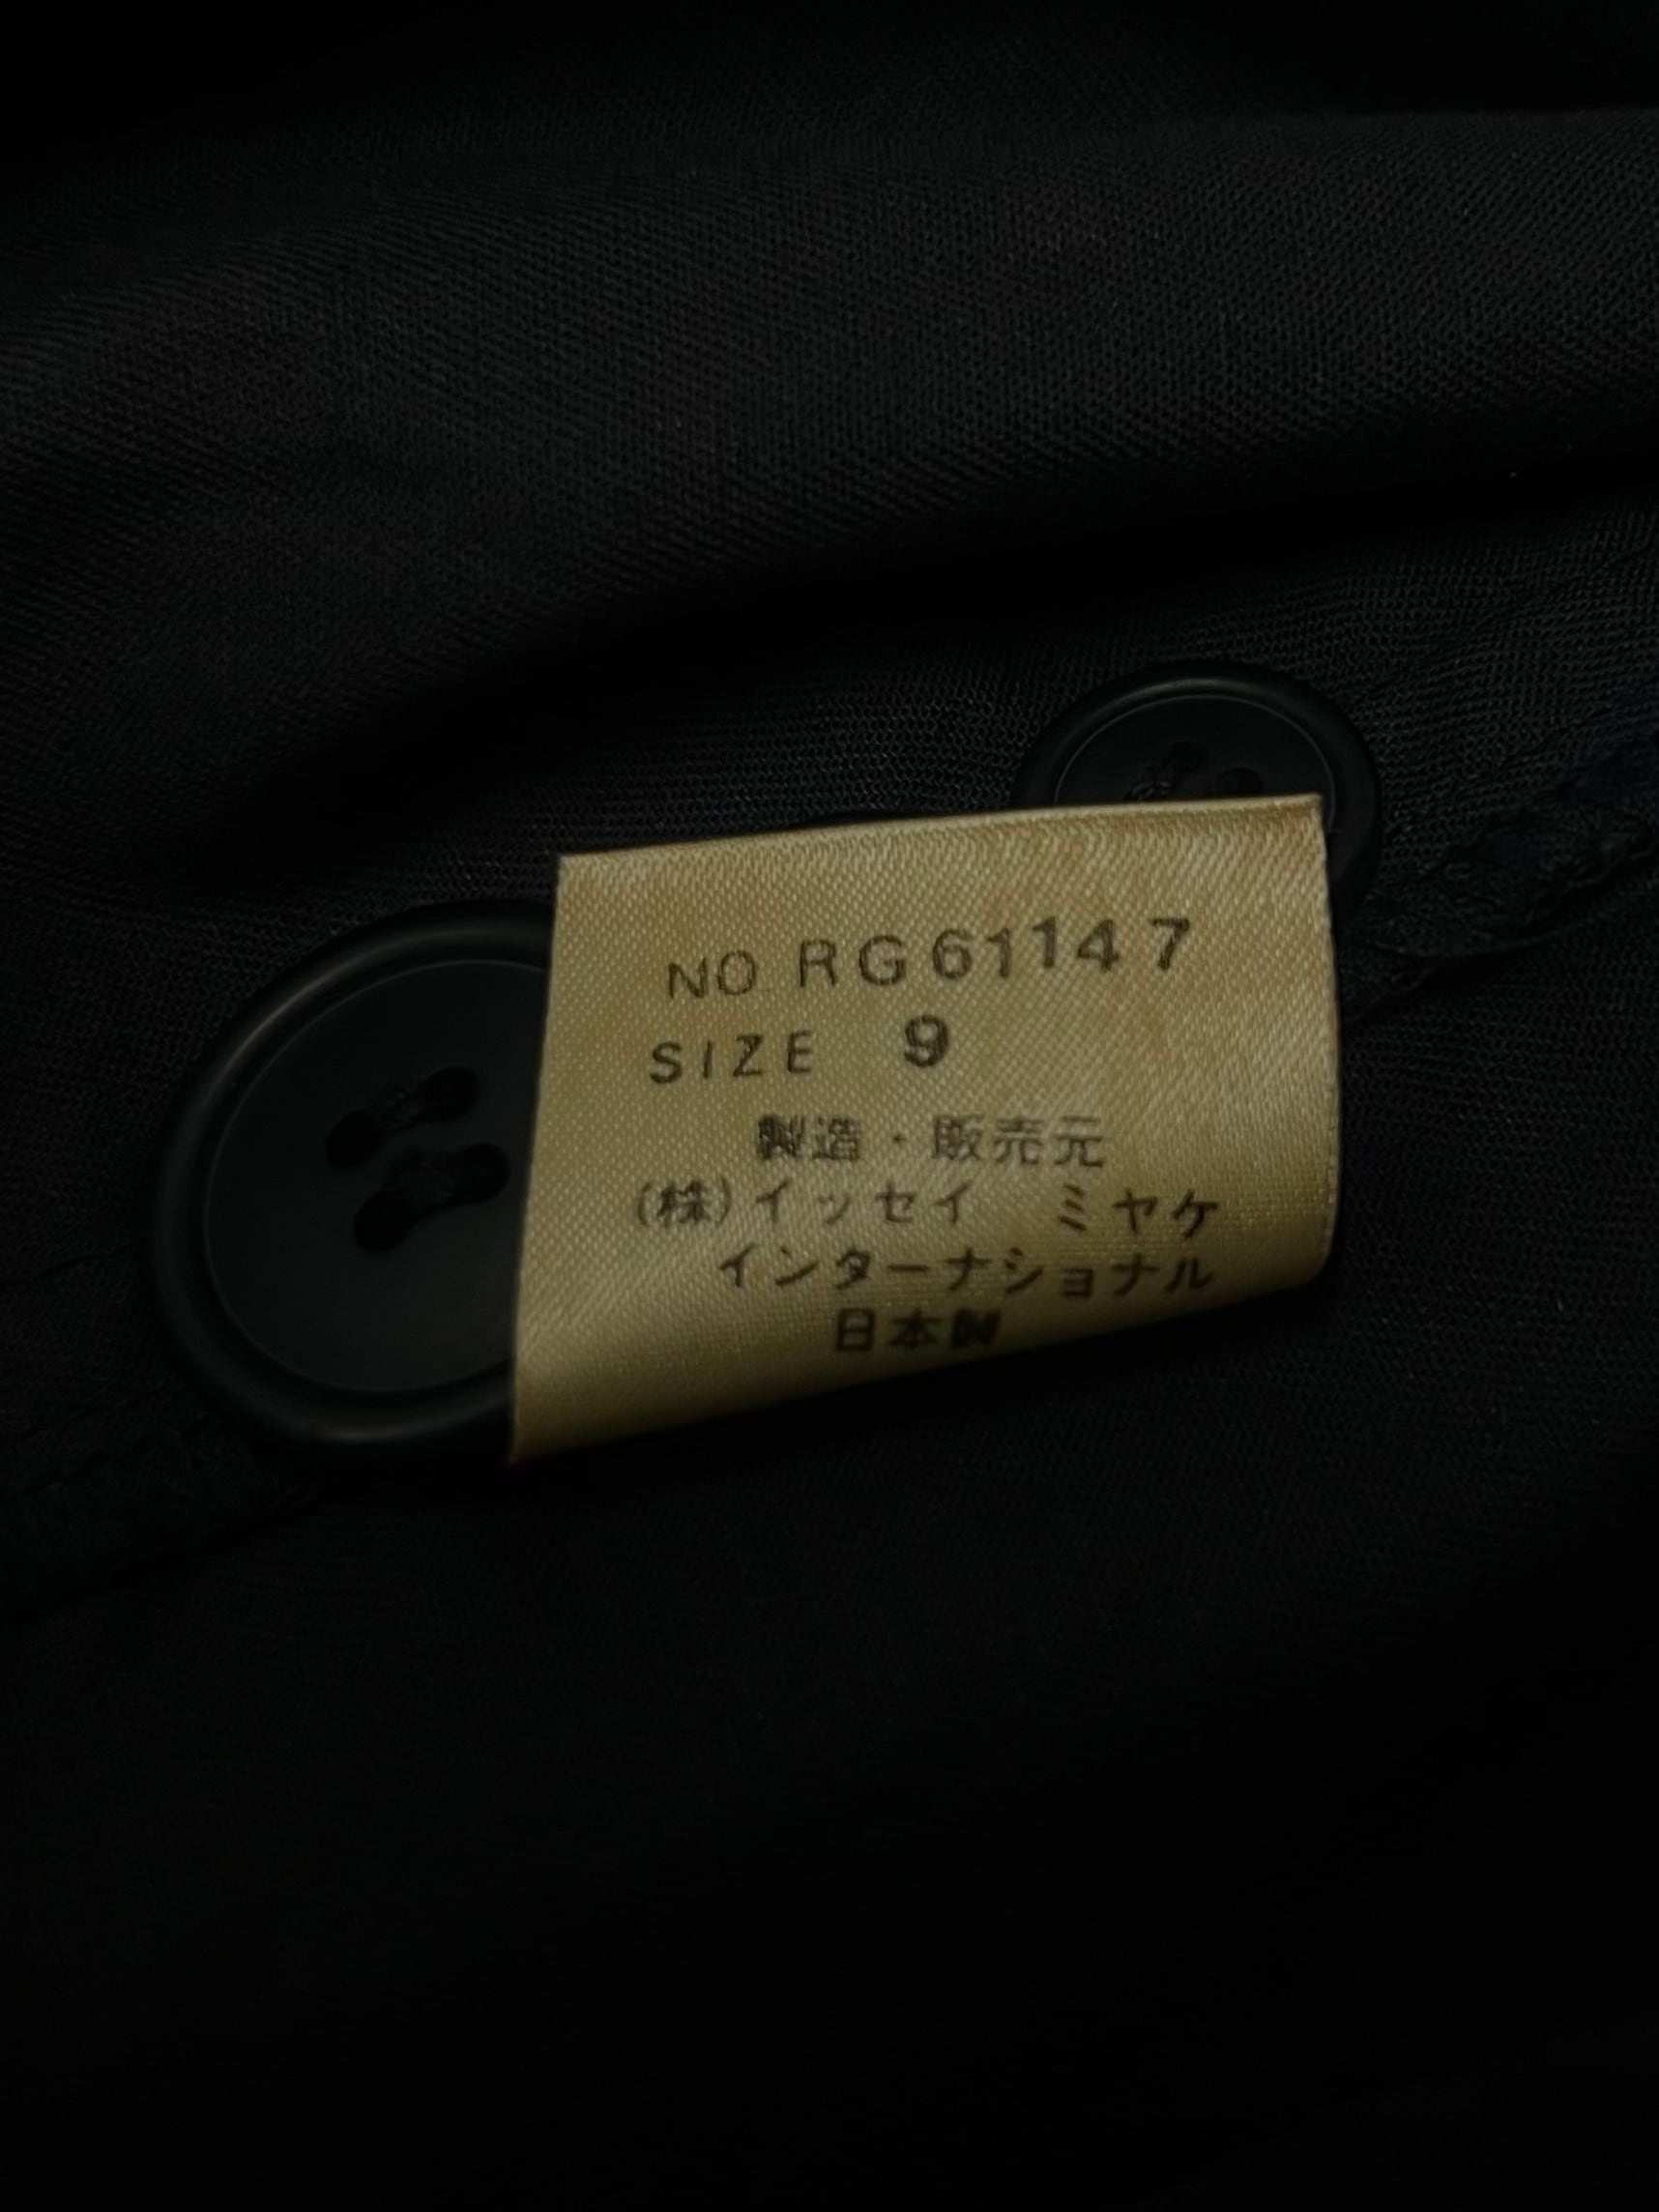 NO RG61147
SIZE 9
製造・販売元
(株)イッセイ ミヤケ
インターナショナル
日本製